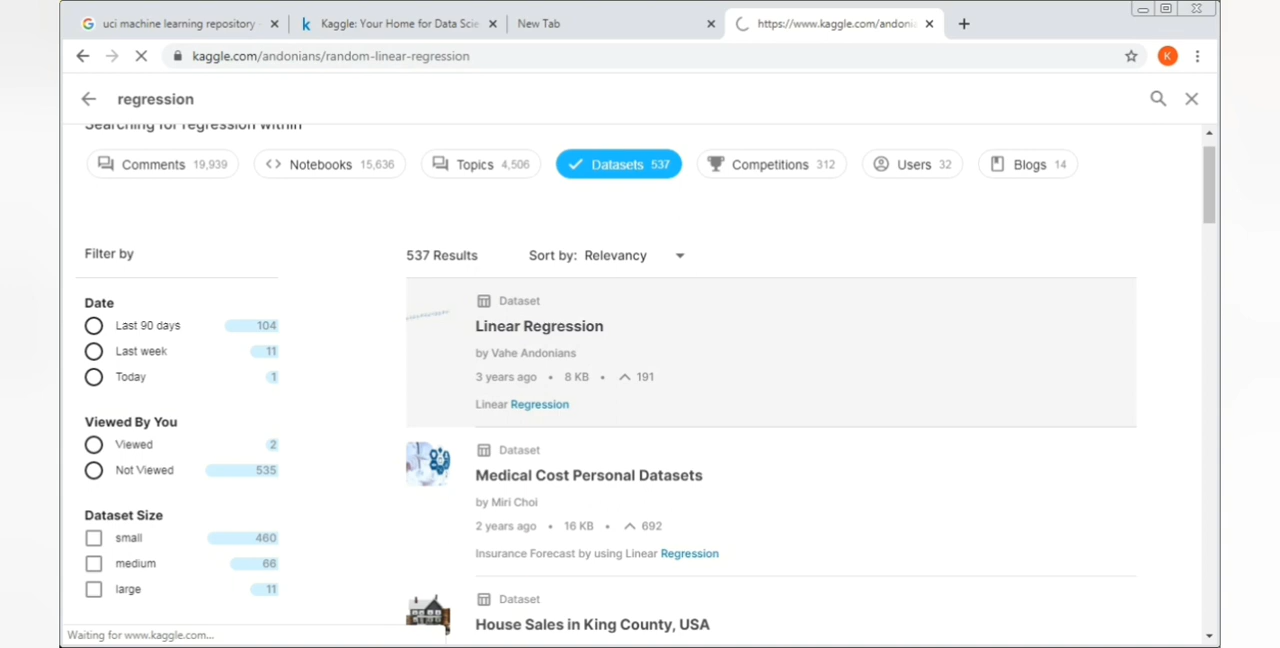 uci machine learning repository
Kaggle: Your Home for Data Scie
New Tab
https://www.kaggle.com/andonia
kaggle.com/andonians/random-linear-regression
K
regression
Searching for regression within
Comments 19,939
Notebooks 15,636
Topics 4,506
Datasets 537
Competitions 312
Users 32
Blogs 14
Filter by
537 Results
Sort by: Relevancy
Date
Last 90 days 104
Last week 11
Today 1
Viewed By You
Viewed 2
Not Viewed 535
Dataset Size
small 460
medium 66
large 11
Dataset
Linear Regression
by Vahe Andonians
3 years ago • 8 KB • 191
Linear Regression
Dataset
Medical Cost Personal Datasets
by Miri Choi
2 years ago • 16 KB • 692
Insurance Forecast by using Linear Regression
Dataset
House Sales in King County, USA
Waiting for www.kaggle.com...